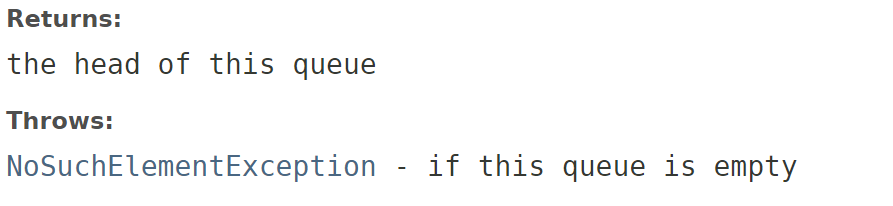 Returns:
the head of this queue
Throws:
NoSuchElementException - if this queue is empty